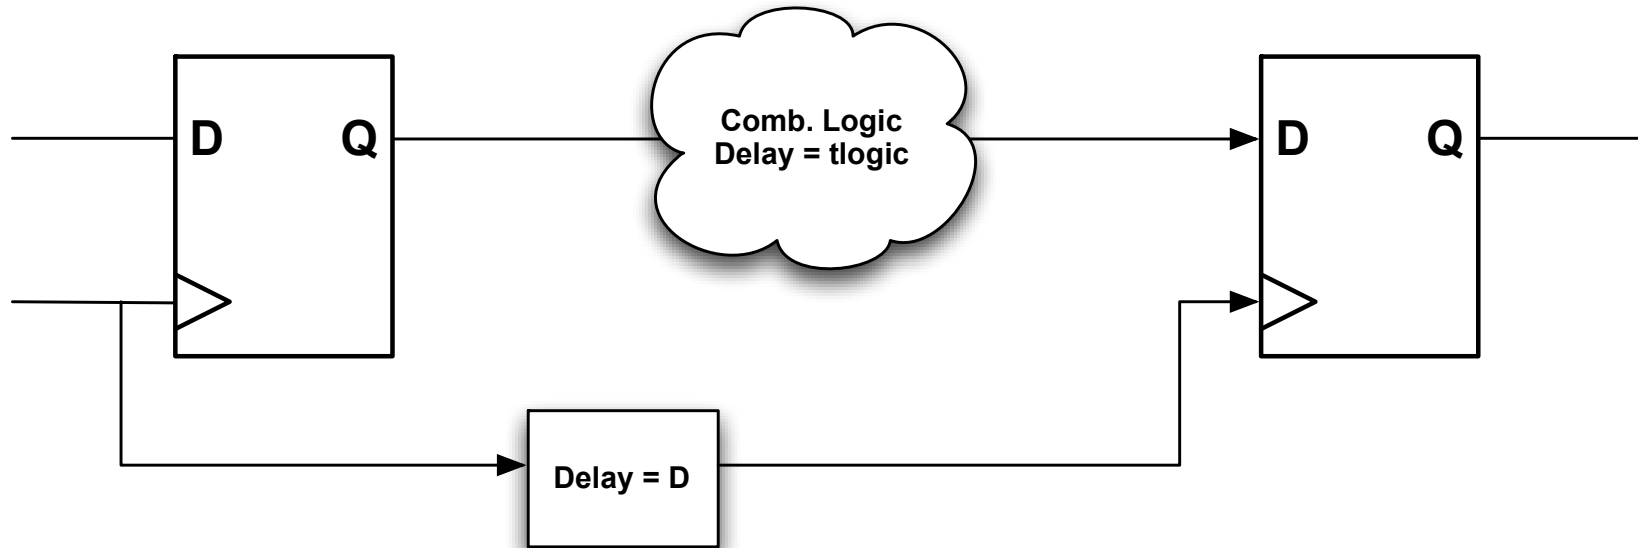 D Q
Comb. Logic
Delay = tlogic
D Q
Delay = D